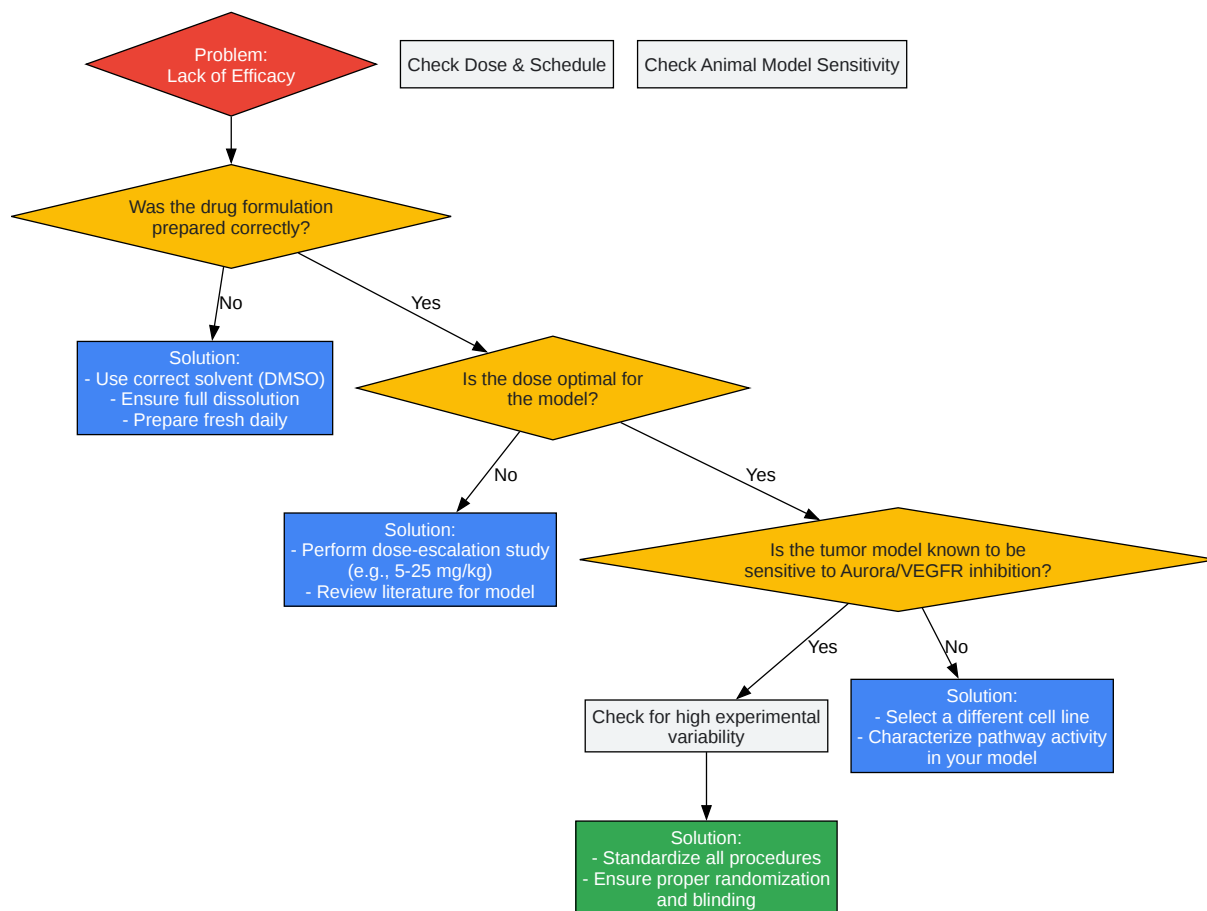 Problem:
Lack of Efficacy
Check Dose & Schedule
Check Animal Model Sensitivity
Was the drug formulation
prepared correctly?
No
Yes
Solution:
- Use correct solvent (DMSO)
- Ensure full dissolution
- Prepare fresh daily
Is the dose optimal for
the model?
No
Yes
Solution:
- Perform dose-escalation study
(e.g., 5-25 mg/kg)
- Review literature for model
Is the tumor model known to be
sensitive to Aurora/VEGFR inhibition?
Yes
No
Check for high experimental
variability
Solution:
- Select a different cell line
- Characterize pathway activity
in your model
Solution:
- Standardize all procedures
- Ensure proper randomization
and blinding